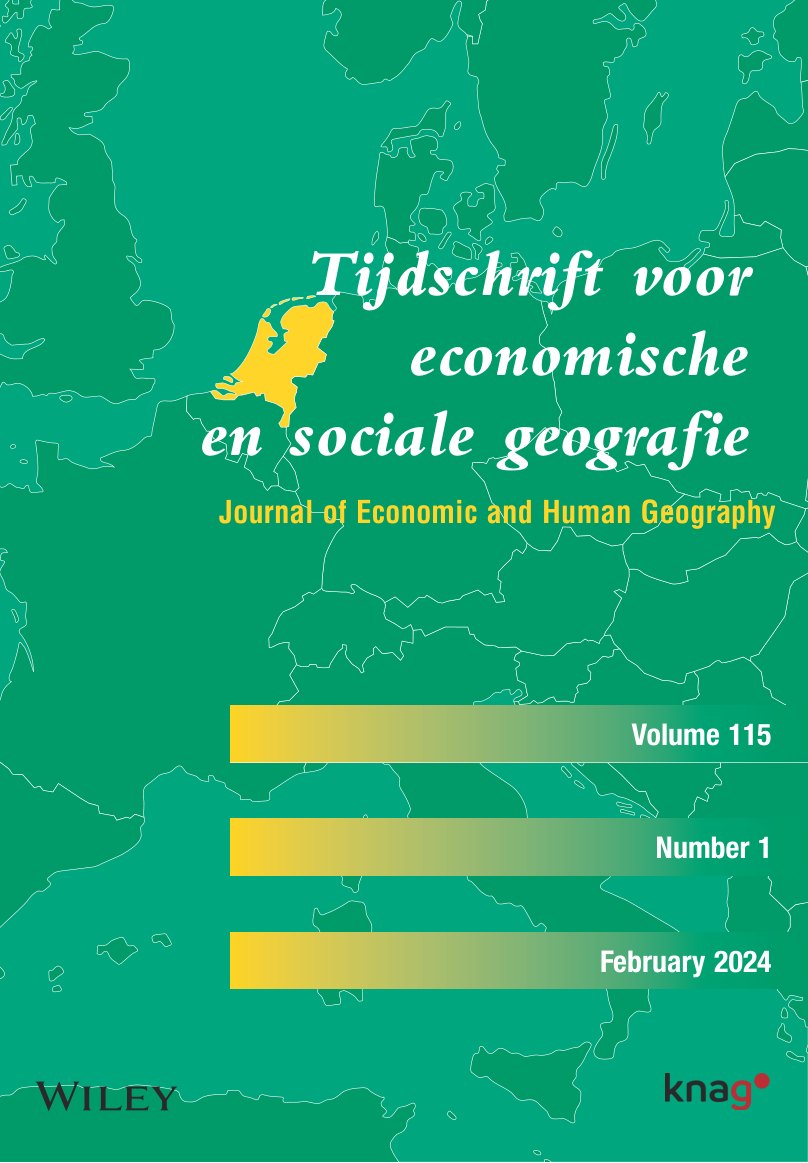 Tijdschrift voor
economische
en sociale geografie
Journal of Economic and Human Geography
Volume 115
Number 1
February 2024
WILEY
knag